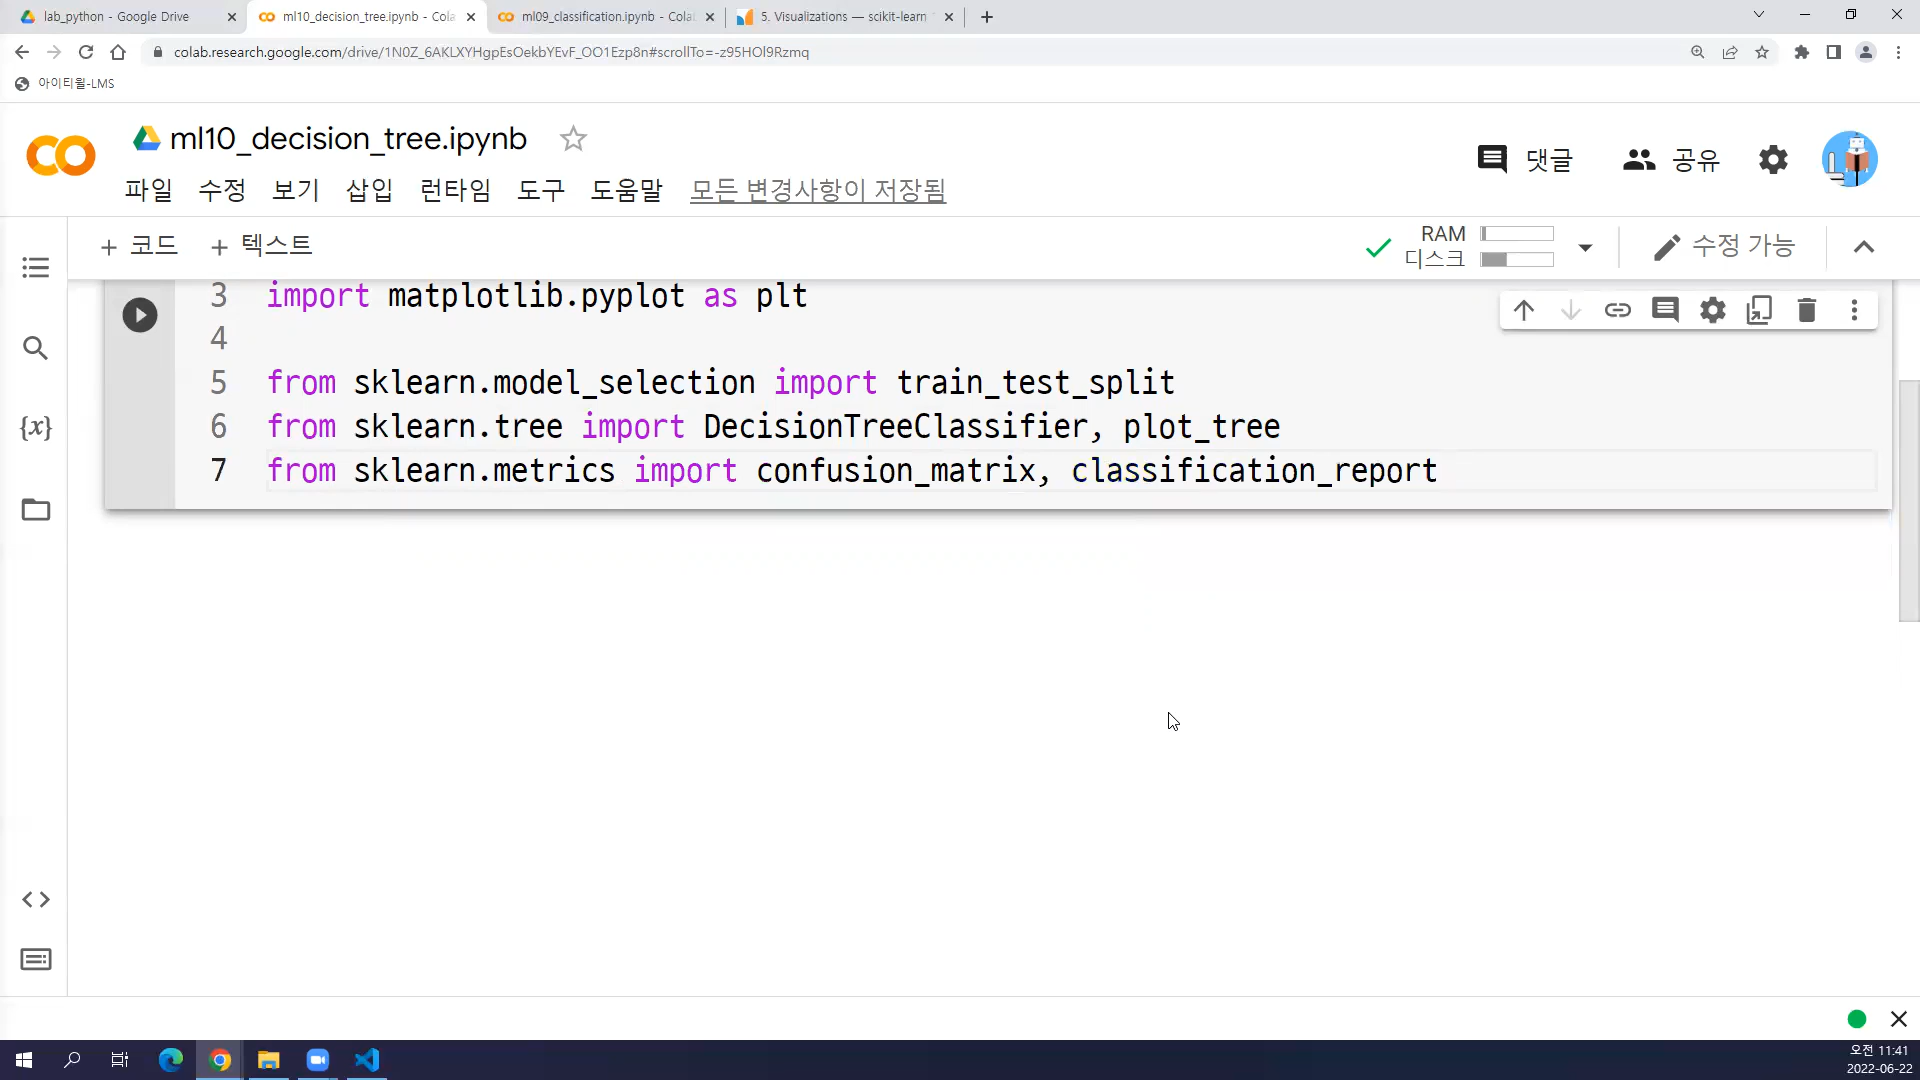 lab_python - Google Drive
ml10_decision_tree.ipynb - Cola
ml09_classification.ipynb - Cola
5. Visualizations — scikit-learn
colab.research.google.com/drive/1N0Z_6AKLXYHgpEsOekbYEvF_OO1Ezp8n#scrollTo=-z95HOl9Rzmq
아이티윌-LMS
ml10_decision_tree.ipynb
댓글
공유
파일 수정 보기 삽입 런타임 도구 도움말 모든 변경사항이 저장됨
+ 코드 + 텍스트
RAM
디스크
수정 가능
3 import matplotlib.pyplot as plt
4
5 from sklearn.model_selection import train_test_split
6 from sklearn.tree import DecisionTreeClassifier, plot_tree
7 from sklearn.metrics import confusion_matrix, classification_report
{x}
오전 11:41
2022-06-22